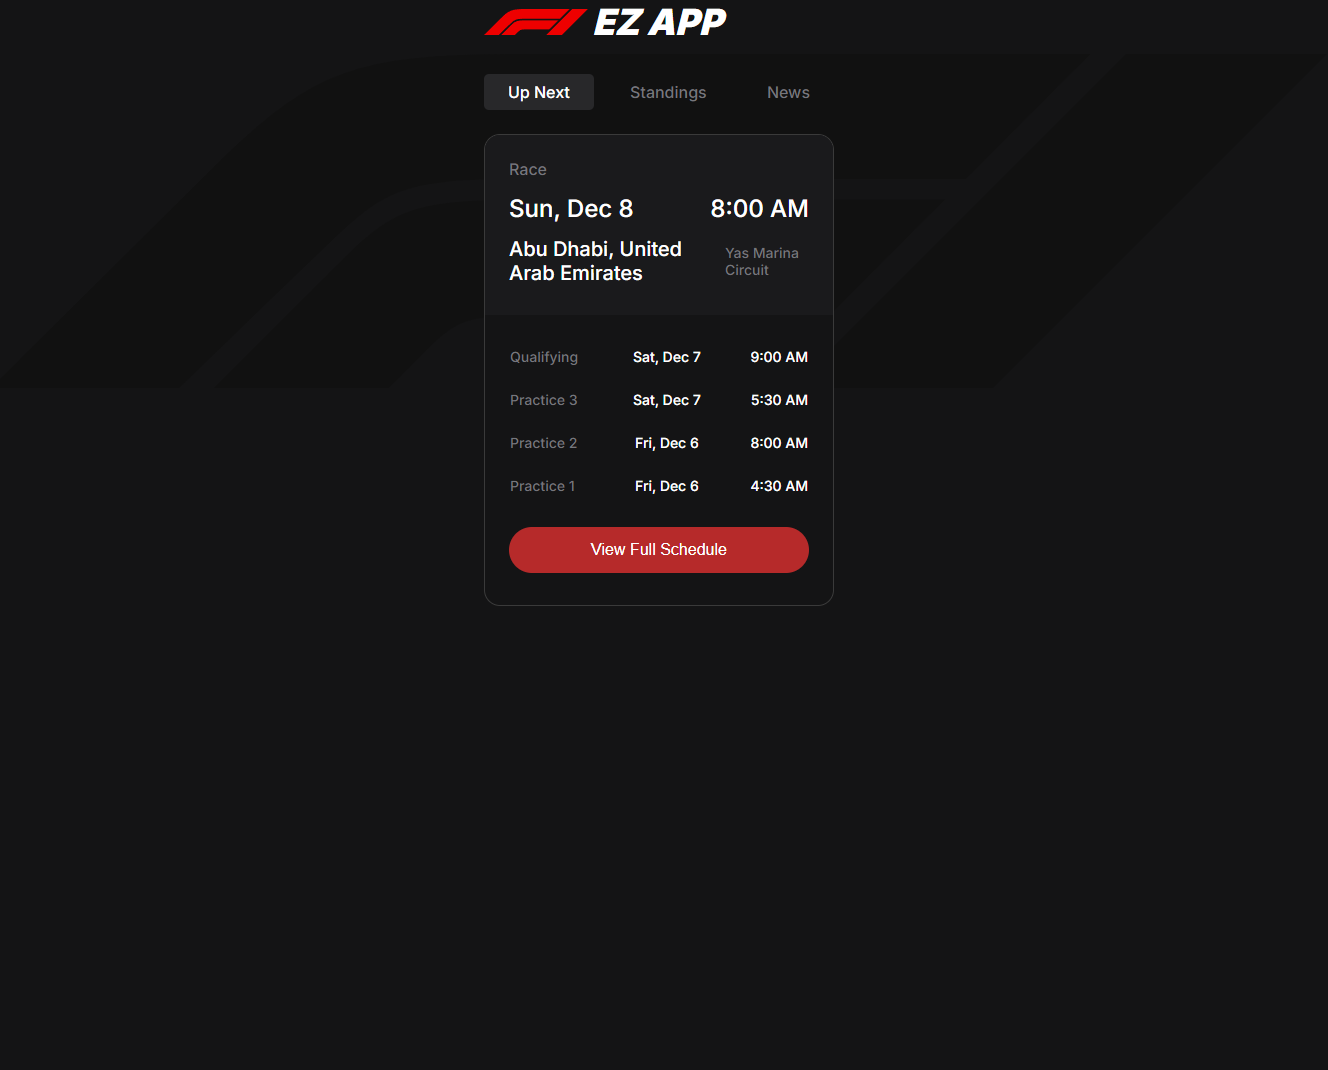 F1 EZ APP
Up Next Standings News
Race
Sun, Dec 8 8:00 AM
Abu Dhabi, United
Arab Emirates
Yas Marina
Circuit
Qualifying Sat, Dec 7 9:00 AM
Practice 3 Sat, Dec 7 5:30 AM
Practice 2 Fri, Dec 6 8:00 AM
Practice 1 Fri, Dec 6 4:30 AM
View Full Schedule